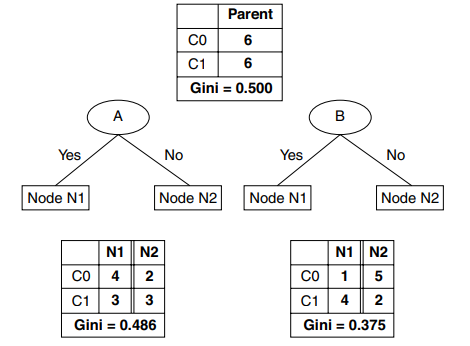 Parent
C0 6
C1 6
Gini = 0.500
A B
Yes No Yes No
Node N1 Node N2 Node N1 Node N2
N1 N2 N1 N2
C0 4 2 C0 1 5
C1 3 3 C1 4 2
Gini = 0.486 Gini = 0.375